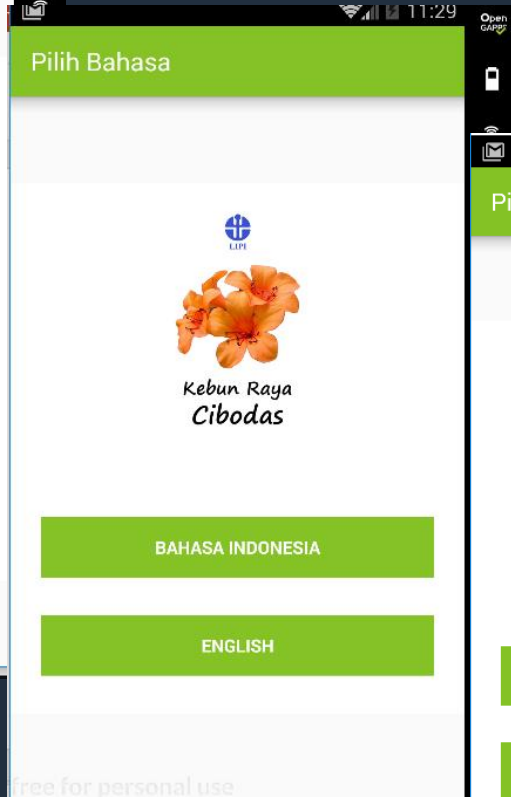 11:29
Pilih Bahasa
LIPI
Kebun Raya
Cibodas
BAHASA INDONESIA
ENGLISH
free for personal use
Open
GAPPS
Pi